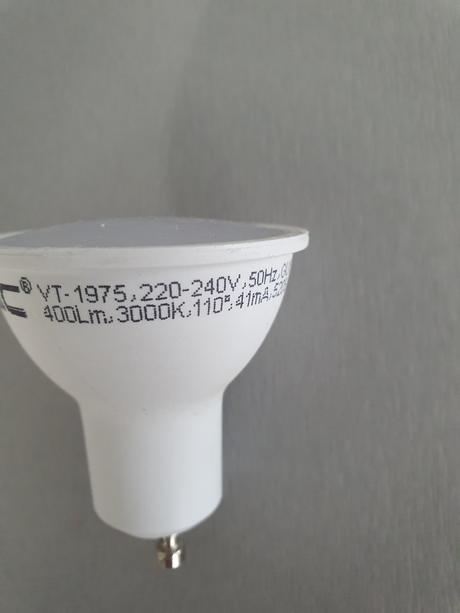 C® VT-1975, 220-240V, 50Hz,
400Lm, 3000K, 110°, 41mA,